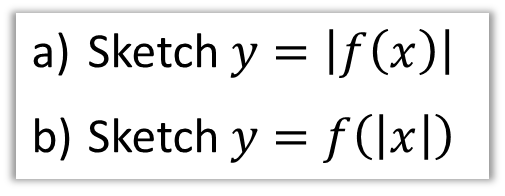 a) Sketch y = |f(x)|
b) Sketch y = f(|x|)